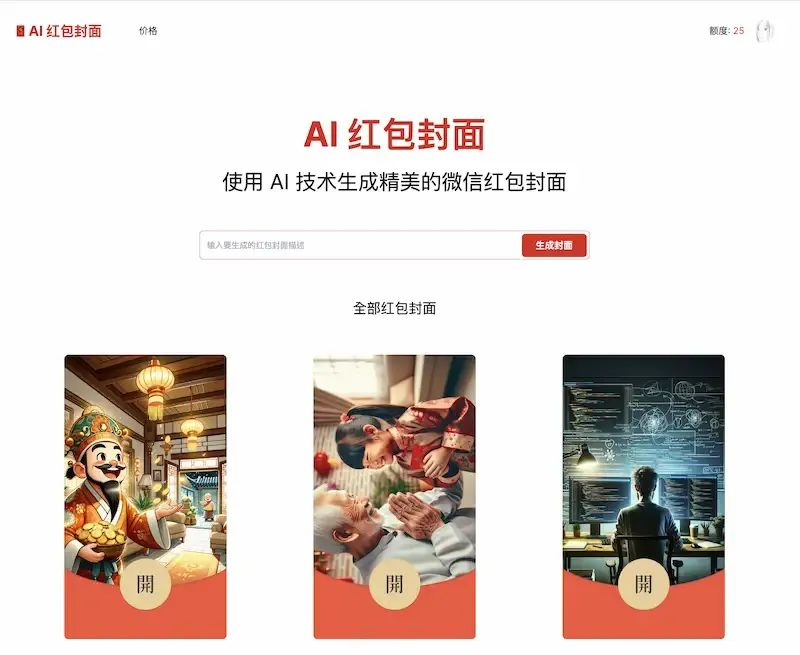 AI 红包封面
价格
额度: 25
AI 红包封面
使用 AI 技术生成精美的微信红包封面
输入要生成的红包封面描述
生成封面
全部红包封面
開
開
開